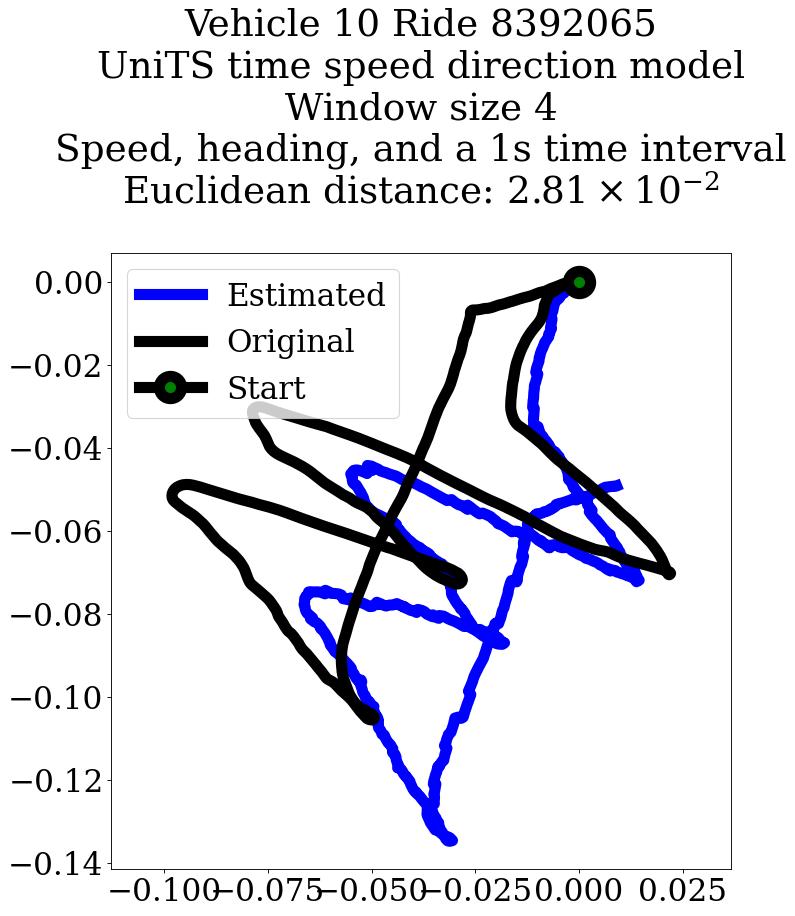 Vehicle 10 Ride 8392065
UniTS time speed direction model
Window size 4
Speed, heading, and a 1s time interval
Euclidean distance: 2.81 × 10⁻²
Estimated
Original
Start
0.00
−0.02
−0.04
−0.06
−0.08
−0.10
−0.12
−0.14
−0.100 −0.075 −0.050 −0.025 0.000 0.025